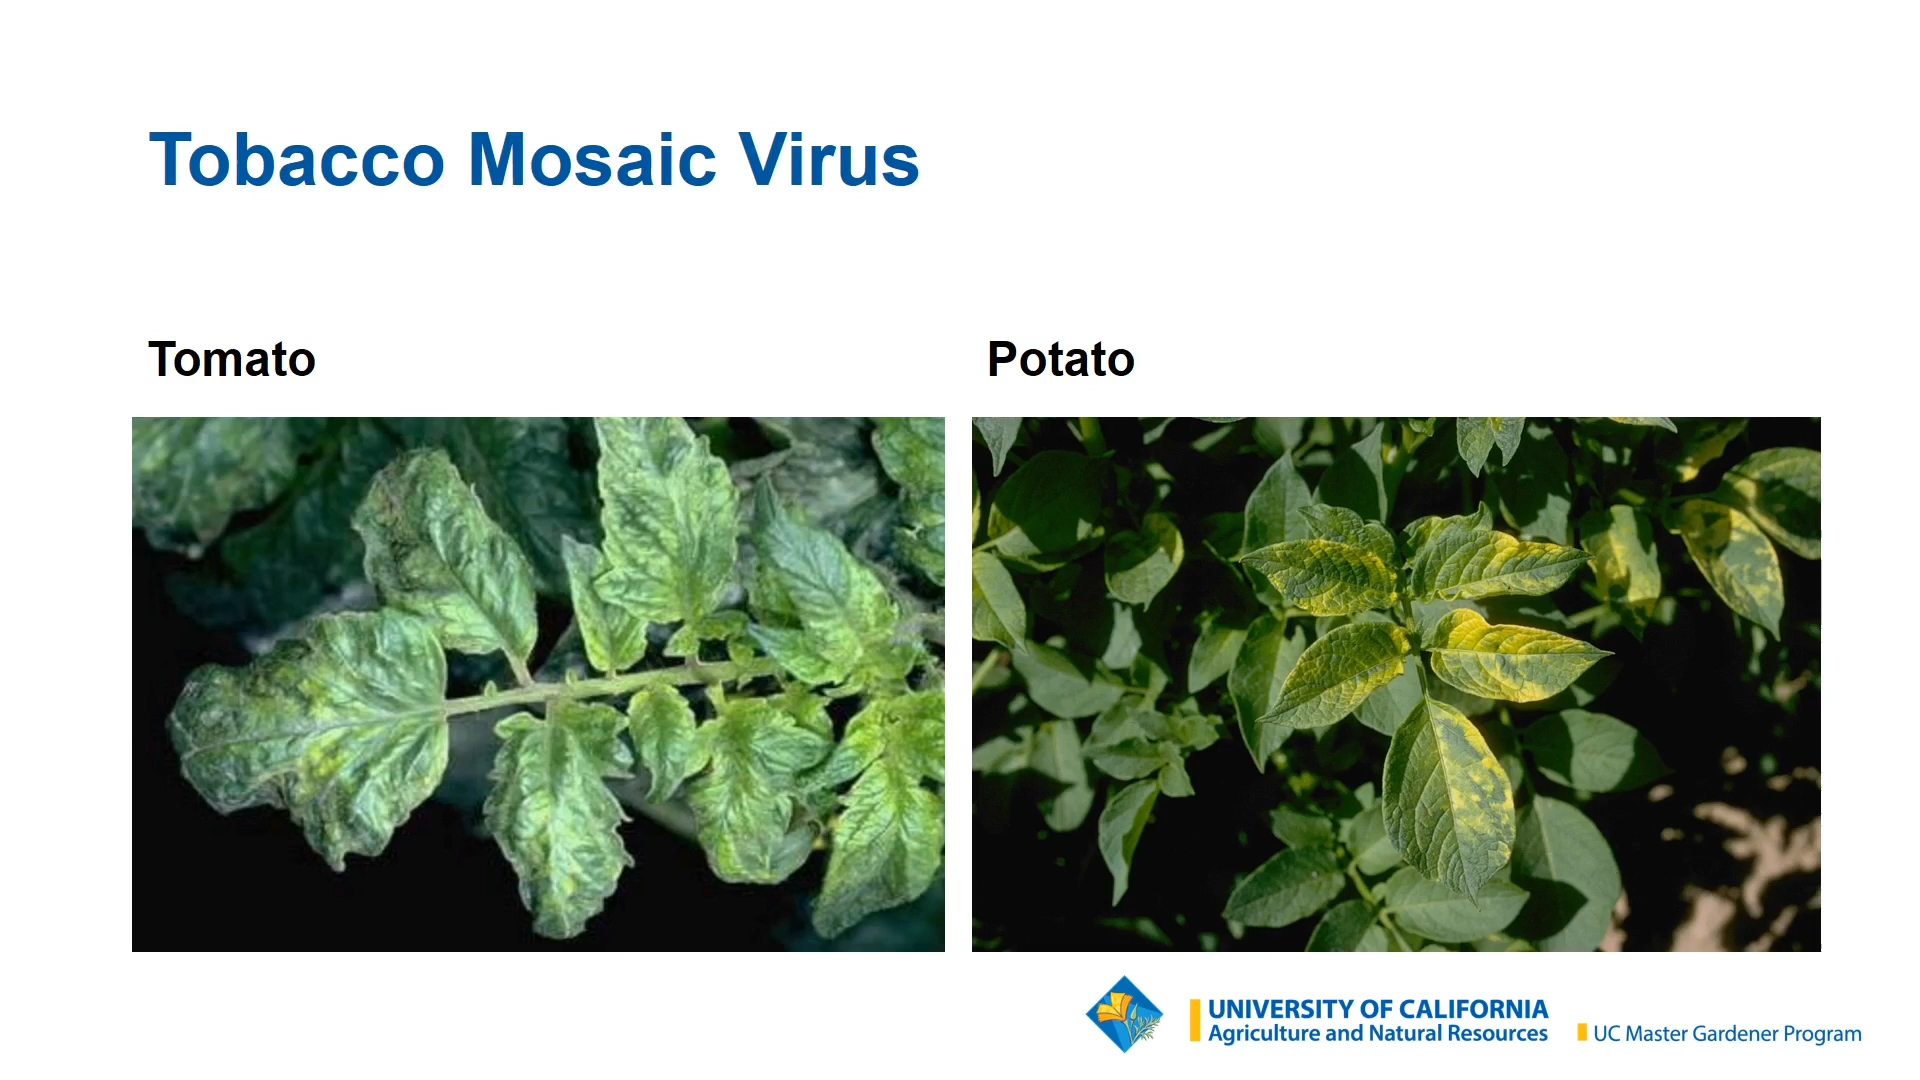 Tobacco Mosaic Virus
Tomato
Potato
UNIVERSITY OF CALIFORNIA
Agriculture and Natural Resources
UC Master Gardener Program